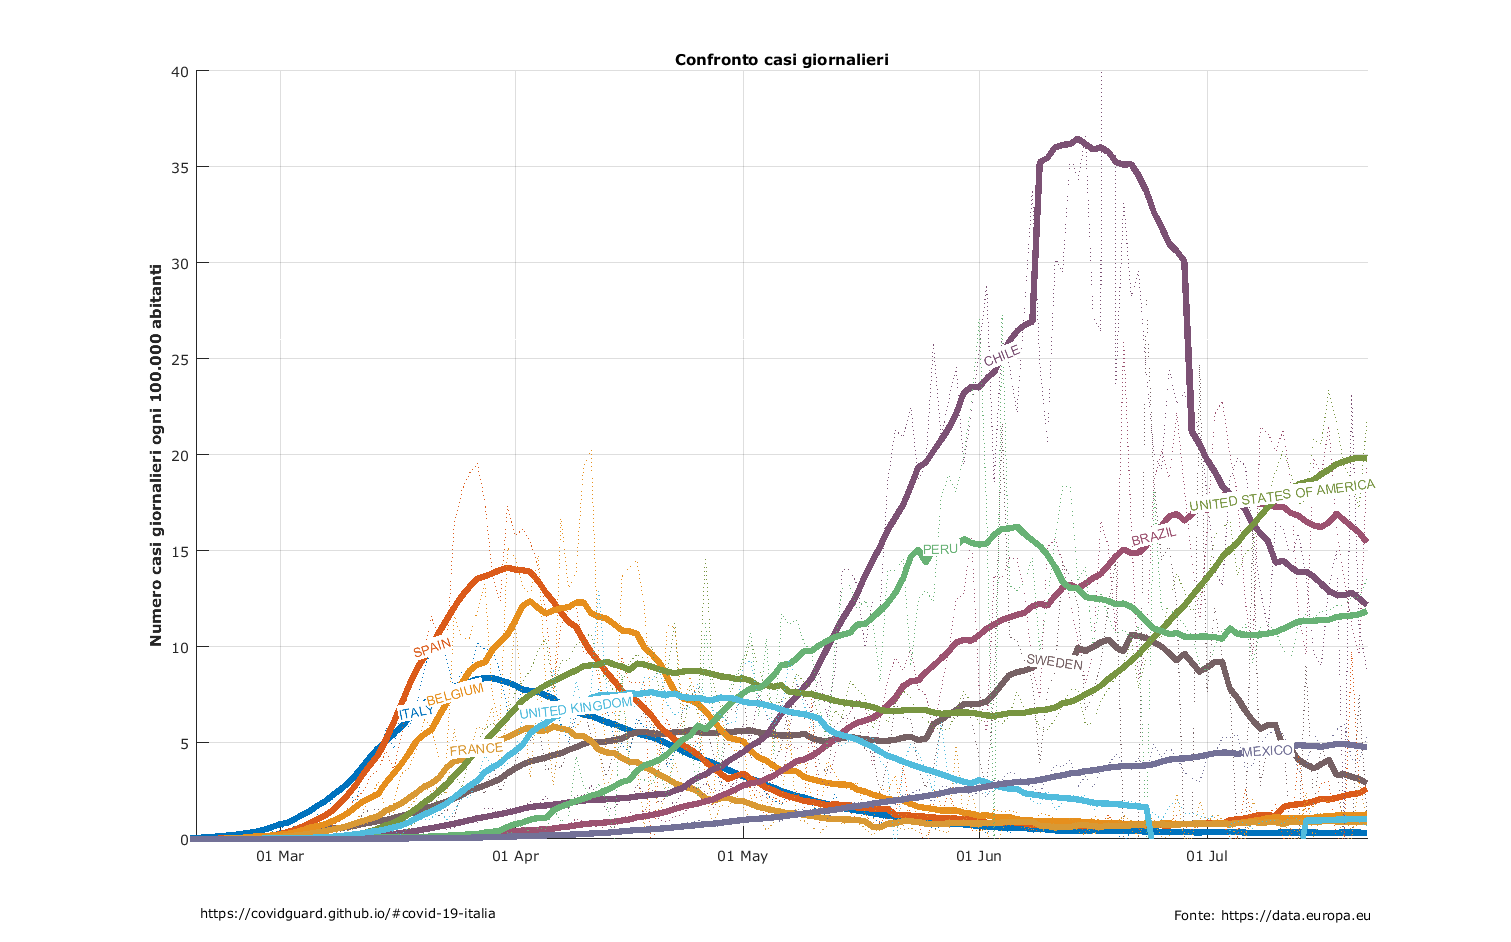 Confronto casi giornalieri
Numero casi giornalieri ogni 100.000 abitanti
40
35
30
25
20
15
10
5
0
CHILE
UNITED STATES OF AMERICA
BRAZIL
PERU
SPAIN
SWEDEN
BELGIUM
ITALY
UNITED KINGDOM
FRANCE
MEXICO
01 Mar
01 Apr
01 May
01 Jun
01 Jul
https://covidguard.github.io/#covid-19-italia
Fonte: https://data.europa.eu